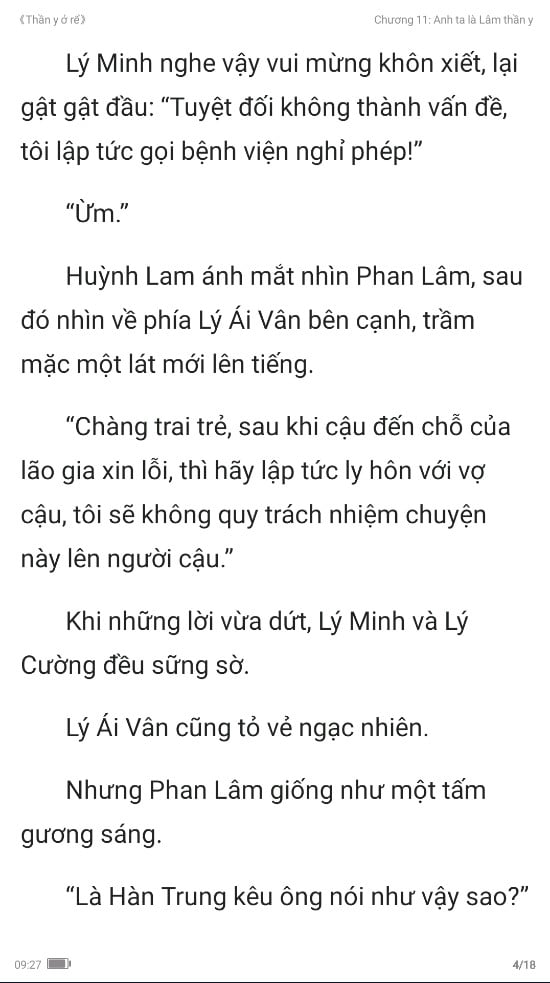 《Thần y ở rể》 Chương 11: Anh ta là Lâm thần y
Lý Minh nghe vậy vui mừng khôn xiết, lại
gật gật đầu: “Tuyệt đối không thành vấn đề,
tôi lập tức gọi bệnh viện nghỉ phép!”
“Ừm.”
Huỳnh Lam ánh mắt nhìn Phan Lâm, sau
đó nhìn về phía Lý Ái Vân bên cạnh, trầm
mặc một lát mới lên tiếng.
“Chàng trai trẻ, sau khi cậu đến chỗ của
lão gia xin lỗi, thì hãy lập tức ly hôn với vợ
cậu, tôi sẽ không quy trách nhiệm chuyện
này lên người cậu.”
Khi những lời vừa dứt, Lý Minh và Lý
Cường đều sững sờ.
Lý Ái Vân cũng tỏ vẻ ngạc nhiên.
Nhưng Phan Lâm giống như một tấm
gương sáng.
“Là Hàn Trung kêu ông nói như vậy sao?”
09:27 4/18